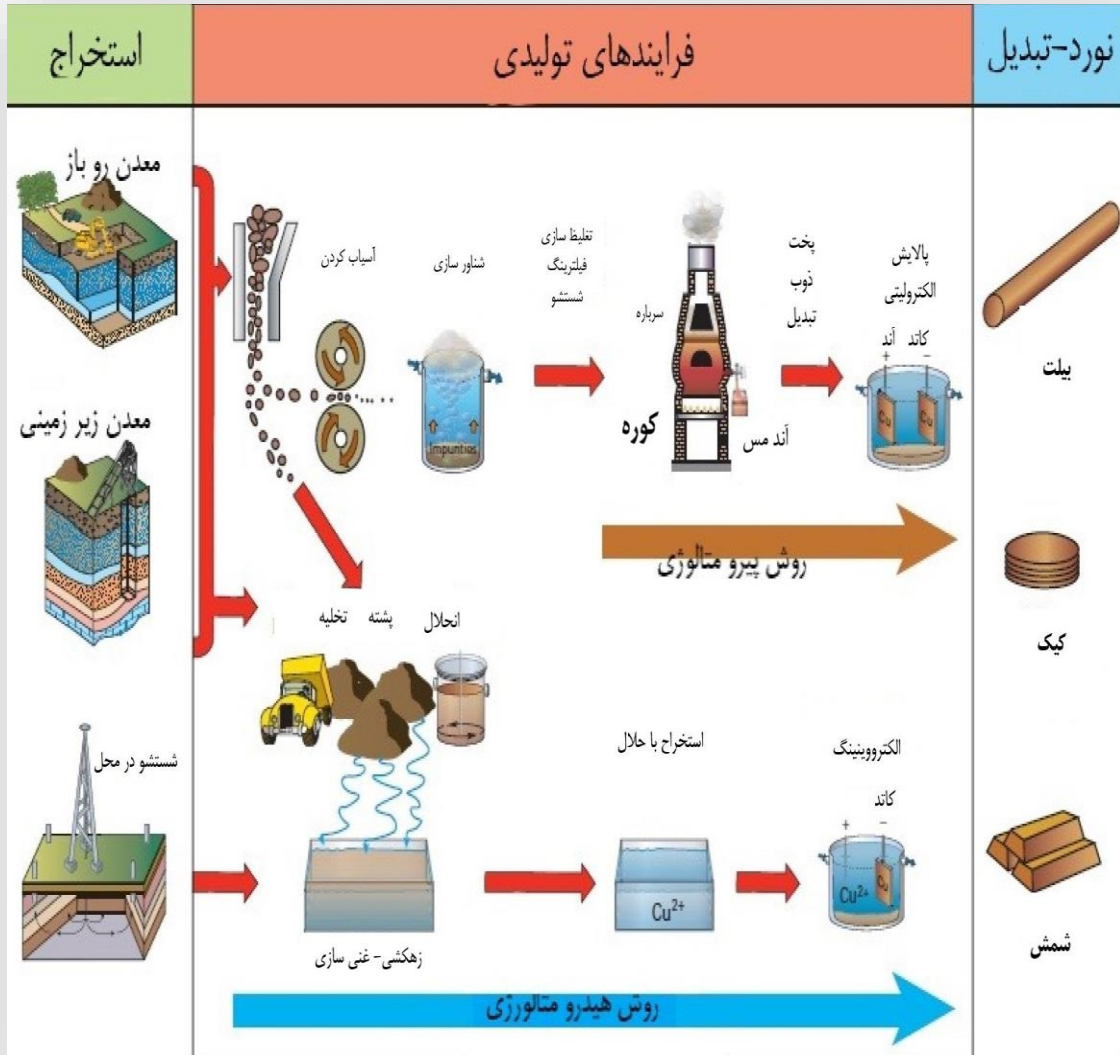 استخراج
فرایندهای تولیدی
نورد-تبدیل
معدن رو باز
معدن زیر زمینی
شستشو در محل
آسیاب کردن
شناور سازی
Impurities
تغلیظ سازی
فیلترینگ
شستشو
سرباره
کوره
آند مس
پخت
ذوب
تبدیل
پالایش
الکترولیتی
کاتد آند
+ −
Cu
Cu
روش پیرو متالوژی
تخلیه پشته انحلال
زهکشی- غنی سازی
استخراح با حلال
Cu2+
الکترووینینگ
کاتد
+ −
Cu2+
Cu
روش هیدرو متالورژی
بیلت
کیک
شمش